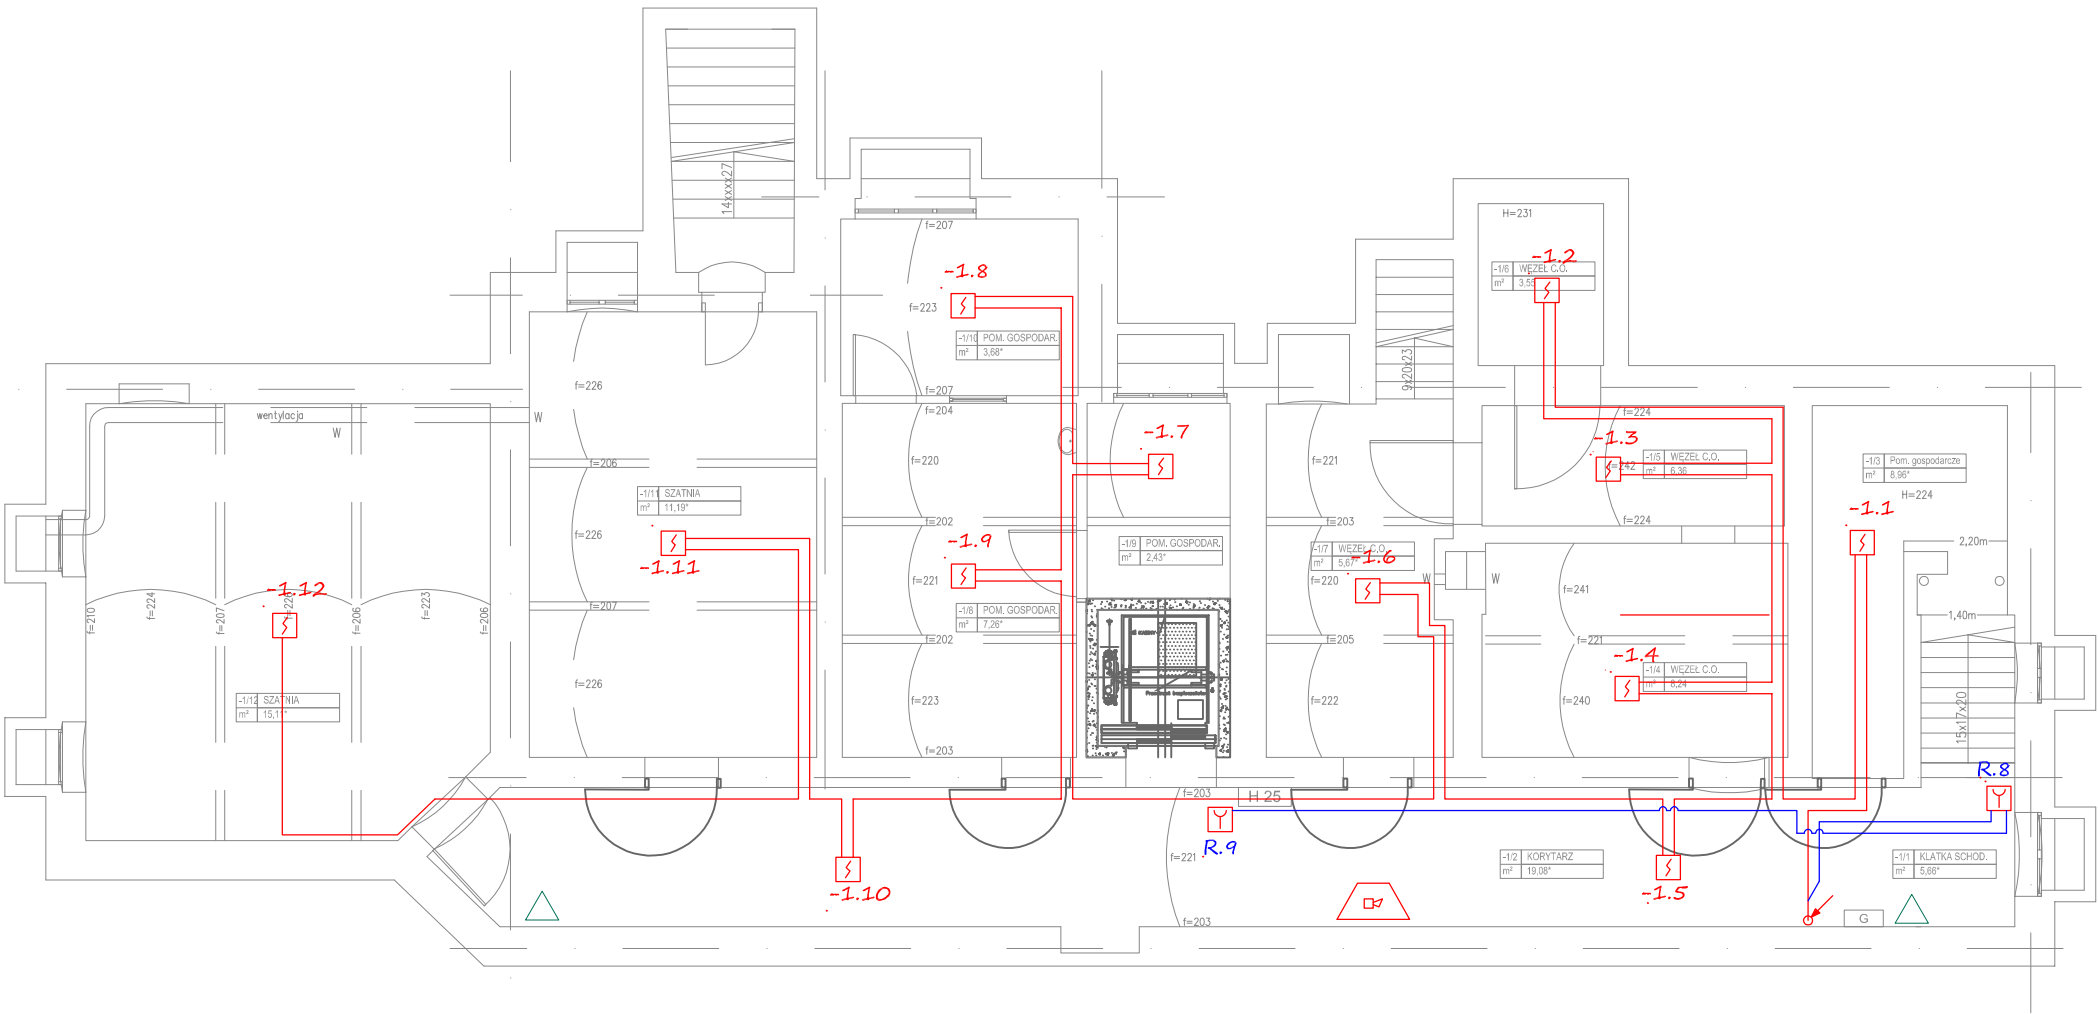 14xxxx27
f=207
-1.8
f=223
-1/10 POM. GOSPODAR.
m² 3,68*
f=207
f=204
H=231
-1.2
-1/6 WĘZEŁ C.O.
m² 3,55
9x20x23
wentylacja
W
W
f=226
f=206
-1/11 SZATNIA
m² 11,19*
f=226
-1.11
f=207
f=226
f=220
f=202
-1.9
f=221
-1/8 POM. GOSPODAR.
m² 7,26*
f=202
f=223
f=203
-1.7
-1/9 POM. GOSPODAR.
m² 2,43*
f=221
f=203
-1/7 WĘZEŁ C.O.
m² 5,67*
-1.6
f=220
W
W
f=205
f=222
f=224
-1.3
f=242
-1/5 WĘZEŁ C.O.
m² 6,36
f=224
f=241
f=221
-1.4
-1/4 WĘZEŁ C.O.
m² 8,24
f=240
-1/3 Pom. gospodarcze
m² 8,96*
H=224
-1.1
2,20m
1,40m
15x17x20
-1.12
f=210
f=224
f=207
f=226
f=206
f=223
f=206
-1/12 SZATNIA
m² 15,11*
R.8
f=203
H 25
R.9
f=221
f=203
-1.10
-1/2 KORYTARZ
m² 19,08*
-1.5
-1/1 KLATKA SCHOD.
m² 5,66*
G